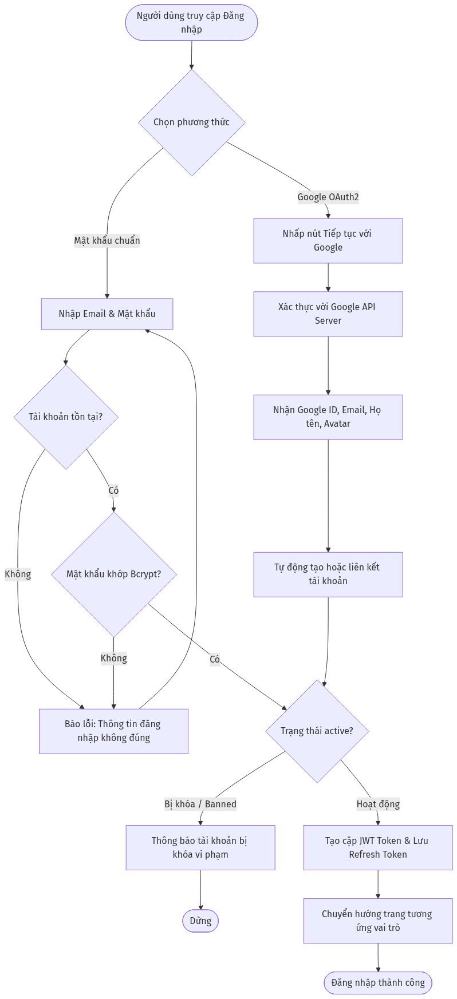 Người dùng truy cập Đăng
nhập
Chọn phương thức
Google OAuth2
Mật khẩu chuẩn
Nhấp nút Tiếp tục với
Google
Nhập Email & Mật khẩu
Xác thực với Google API
Server
Tài khoản tồn tại?
Nhận Google ID, Email, Họ
tên, Avatar
Có
Không
Mật khẩu khớp Bcrypt?
Tự động tạo hoặc liên kết
tài khoản
Không
Có
Báo lỗi: Thông tin đăng
nhập không đúng
Trạng thái active?
Bị khóa / Banned
Hoạt động
Thông báo tài khoản bị
khóa vi phạm
Tạo cặp JWT Token & Lưu
Refresh Token
Dừng
Chuyển hướng trang tương
ứng vai trò
Đăng nhập thành công